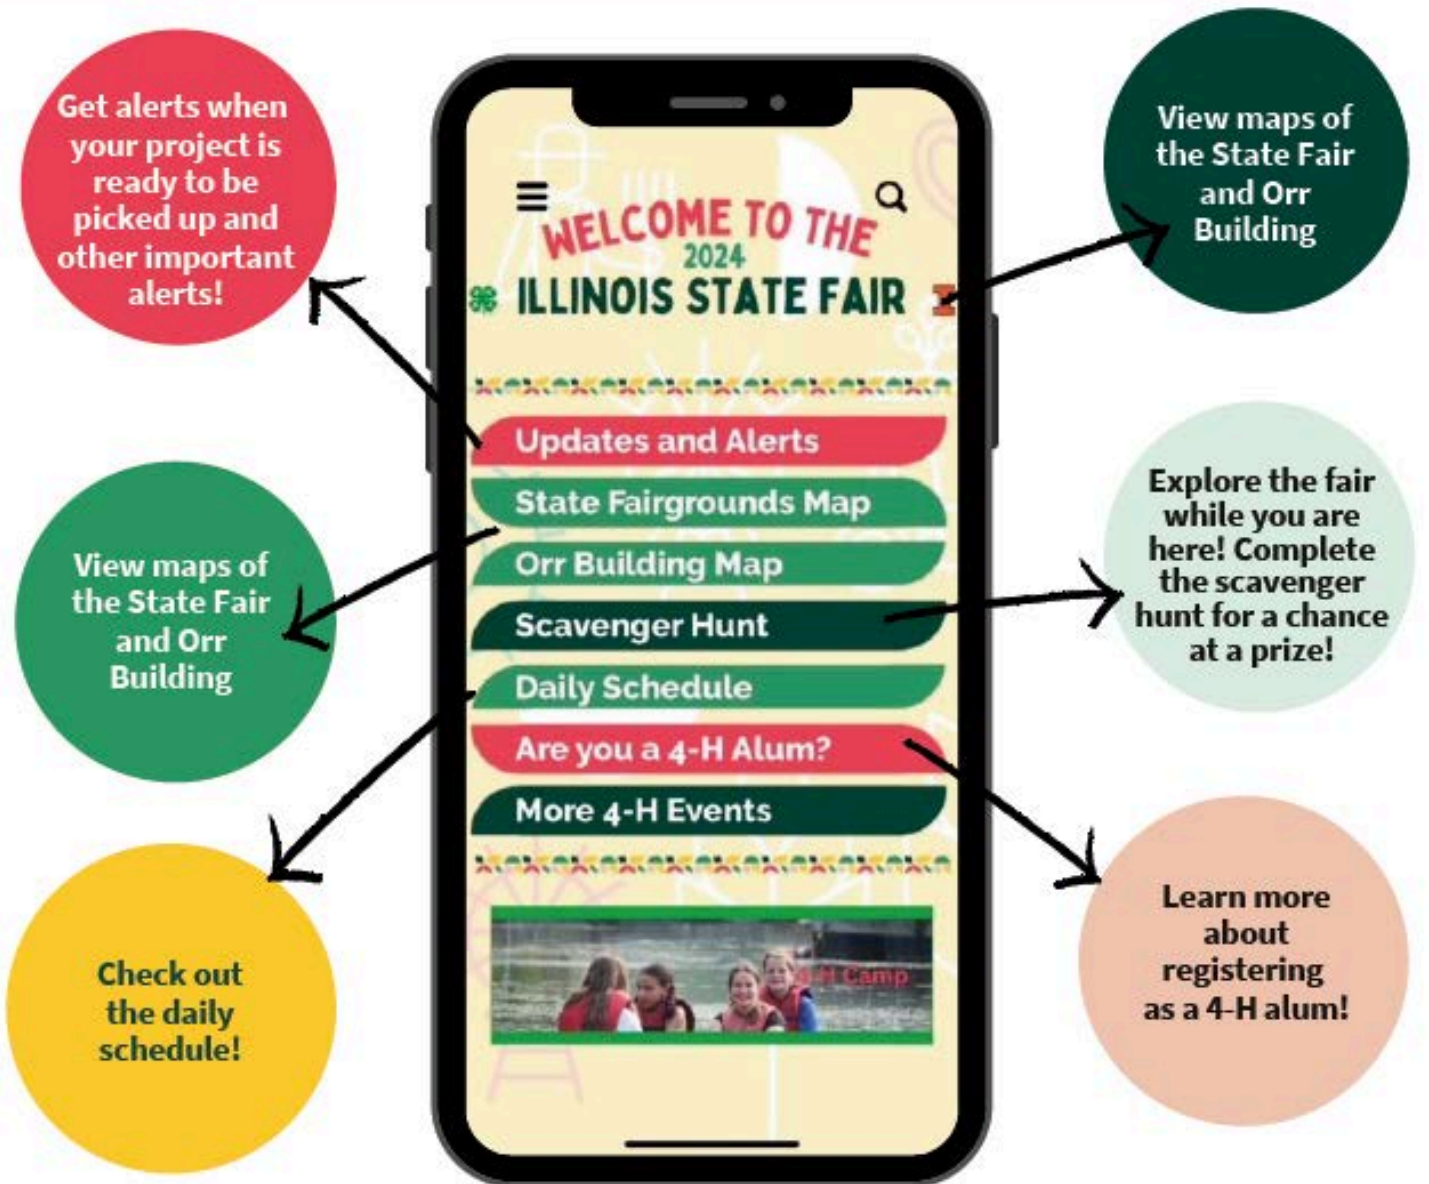 Get alerts when
your project is
ready to be
picked up and
other important
alerts!
View maps of
the State Fair
and Orr
Building
Check out
the daily
schedule!
WELCOME TO THE
2024
ILLINOIS STATE FAIR
Updates and Alerts
State Fairgrounds Map
Orr Building Map
Scavenger Hunt
Daily Schedule
Are you a 4-H Alum?
More 4-H Events
4-H Camp
View maps of
the State Fair
and Orr
Building
Explore the fair
while you are
here! Complete
the scavenger
hunt for a chance
at a prize!
Learn more
about
registering
as a 4-H alum!